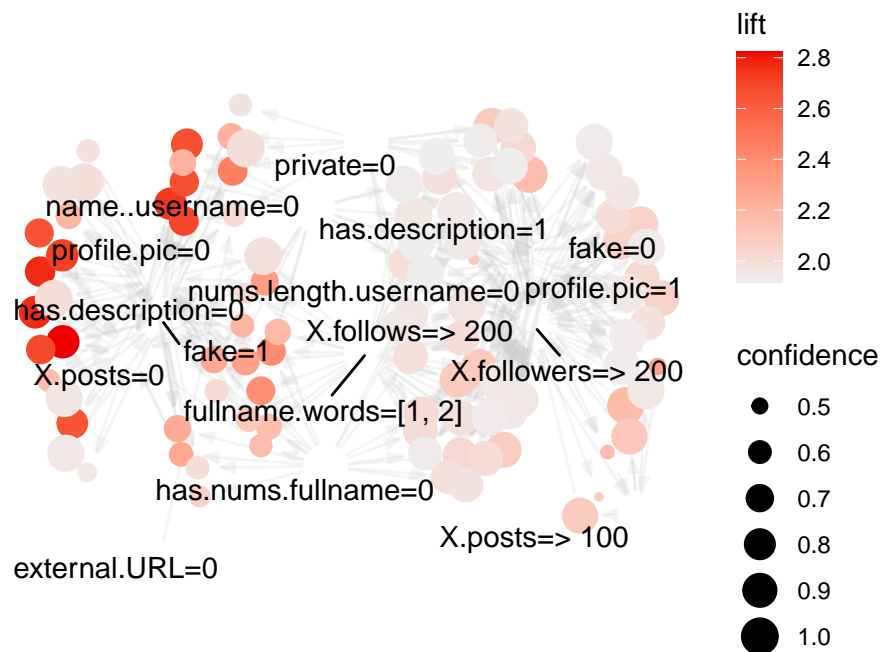 lift
2.8
2.6
2.4
2.2
2.0
private=0
name..username=0
has.description=1
profile.pic=0
fake=0
nums.length.username=0
profile.pic=1
has.description=0
X.follows=> 200
fake=1
X.posts=0
X.followers=> 200
fullname.words=[1, 2]
has.nums.fullname=0
X.posts=> 100
external.URL=0
confidence
0.5
0.6
0.7
0.8
0.9
1.0